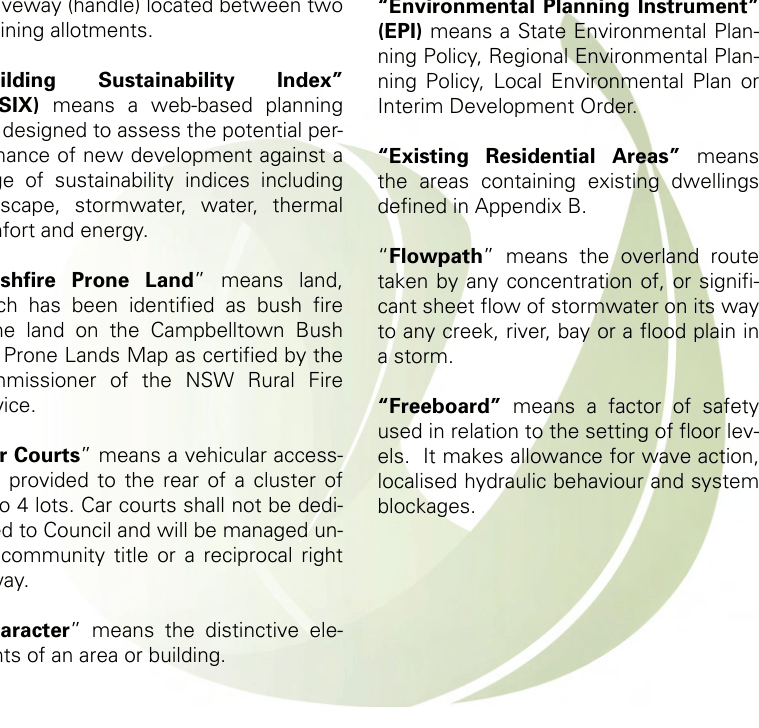 veway (handle) located between two
ining allotments.
ilding Sustainability Index”
SIX) means a web-based planning
designed to assess the potential per-
mance of new development against a
ge of sustainability indices including
scape, stormwater, water, thermal
fort and energy.
shfire Prone Land” means land,
ch has been identified as bush fire
ne land on the Campbelltown Bush
Prone Lands Map as certified by the
mmissioner of the NSW Rural Fire
vice.
r Courts” means a vehicular access-
provided to the rear of a cluster of
o 4 lots. Car courts shall not be dedi-
ed to Council and will be managed un-
community title or a reciprocal right
way.
aracter” means the distinctive ele-
nts of an area or building.
“Environmental Planning Instrument”
(EPI) means a State Environmental Plan-
ning Policy, Regional Environmental Plan-
ning Policy, Local Environmental Plan or
Interim Development Order.
“Existing Residential Areas” means
the areas containing existing dwellings
defined in Appendix B.
“Flowpath” means the overland route
taken by any concentration of, or signifi-
cant sheet flow of stormwater on its way
to any creek, river, bay or a flood plain in
a storm.
“Freeboard” means a factor of safety
used in relation to the setting of floor lev-
els. It makes allowance for wave action,
localised hydraulic behaviour and system
blockages.